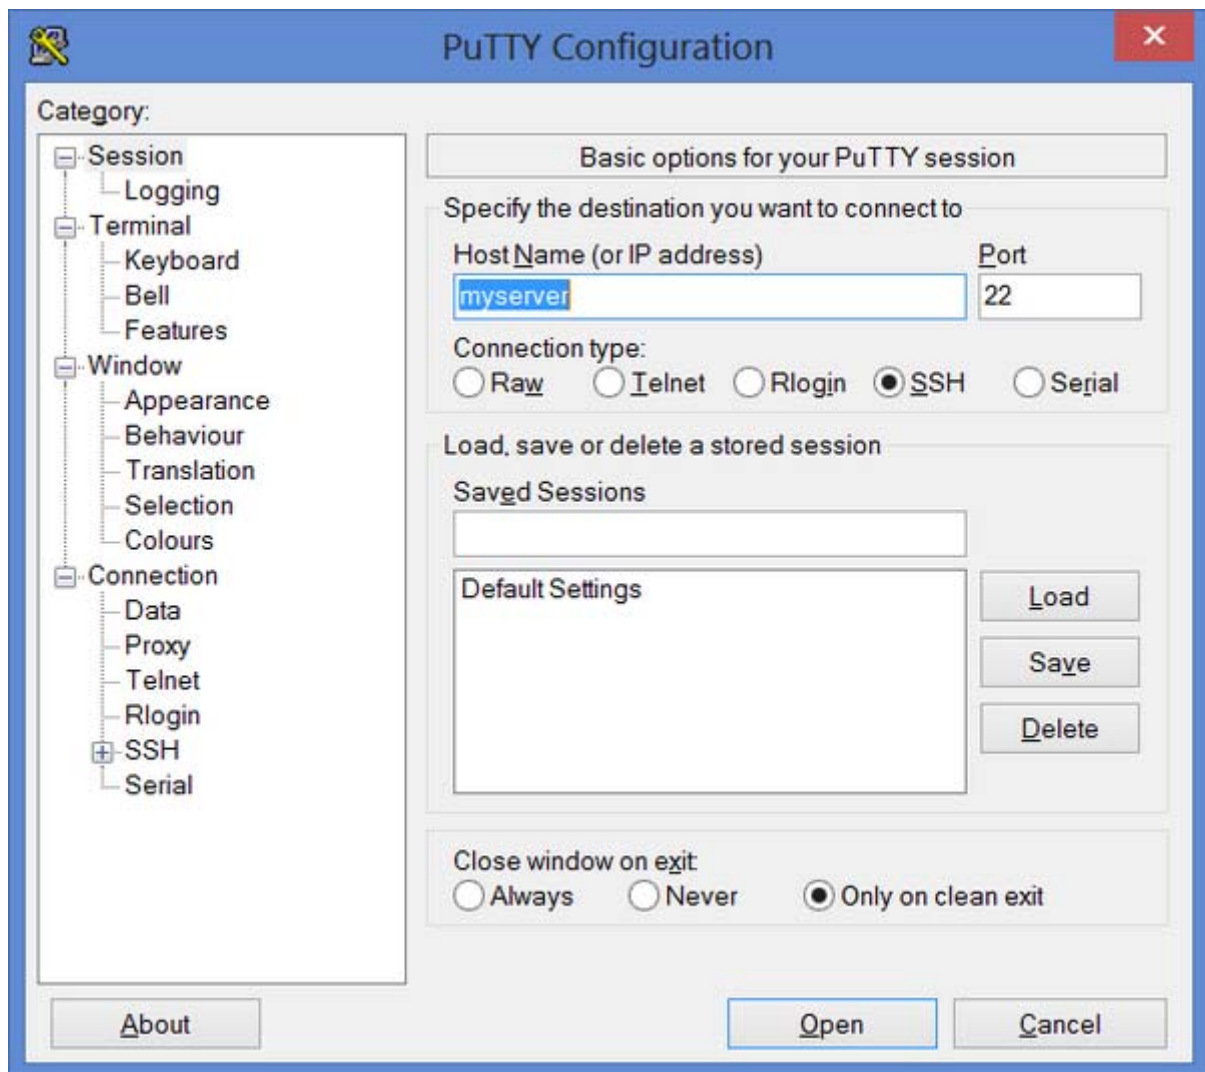 PuTTY Configuration
Category:
Session
Logging
Terminal
Keyboard
Bell
Features
Window
Appearance
Behaviour
Translation
Selection
Colours
Connection
Data
Proxy
Telnet
Rlogin
SSH
Serial
Basic options for your PuTTY session
Specify the destination you want to connect to
Host Name (or IP address) Port
myserver 22
Connection type:
Raw Telnet Rlogin SSH Serial
Load, save or delete a stored session
Saved Sessions
Default Settings
Load
Save
Delete
Close window on exit:
Always Never Only on clean exit
About Open Cancel